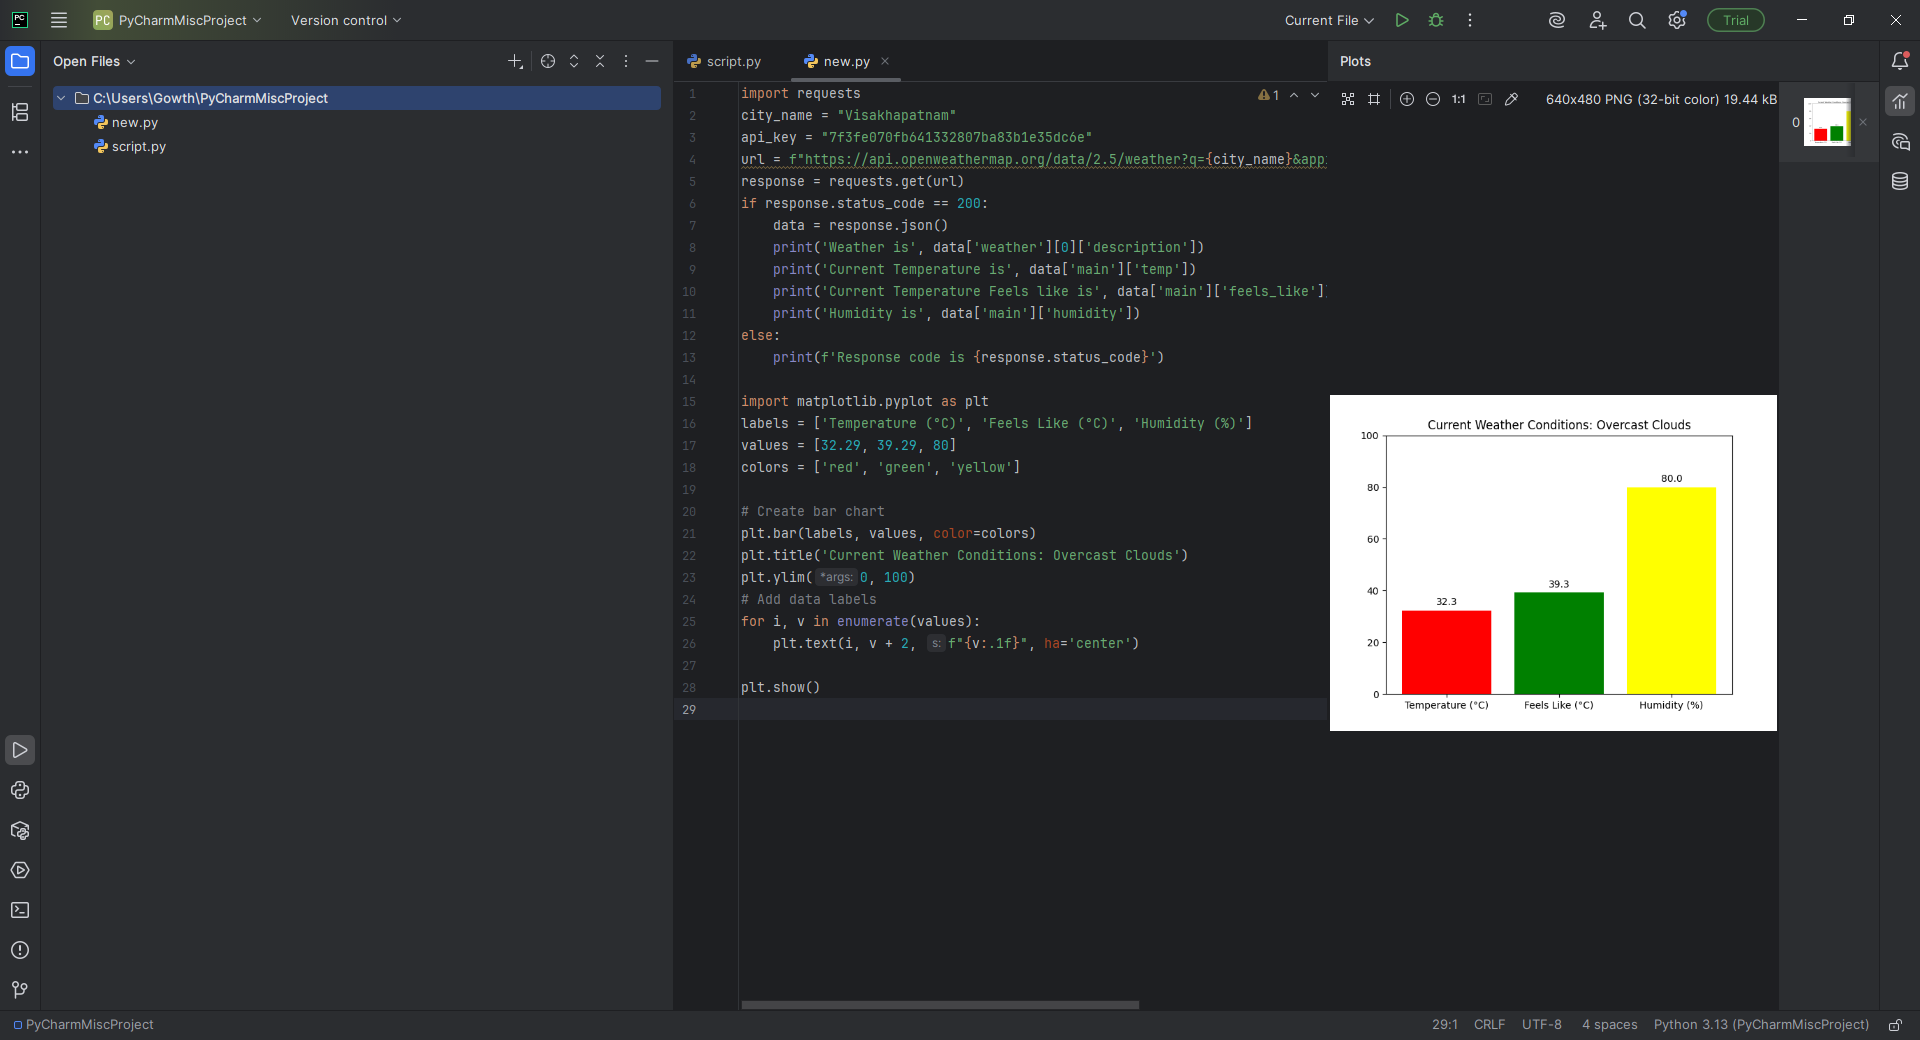 PC PyCharmMiscProject Version control Current File Trial
Open Files
C:\Users\Gowth\PyCharmMiscProject
new.py
script.py
script.py new.py
1
1 import requests
2 city_name = "Visakhapatnam"
3 api_key = "7f3fe070fb641332807ba83b1e35dc6e"
4 url = f"https://api.openweathermap.org/data/2.5/weather?q={city_name}&app
5 response = requests.get(url)
6 if response.status_code == 200:
7 data = response.json()
8 print('Weather is', data['weather'][0]['description'])
9 print('Current Temperature is', data['main']['temp'])
10 print('Current Temperature Feels like is', data['main']['feels_like']
11 print('Humidity is', data['main']['humidity'])
12 else:
13 print(f'Response code is {response.status_code}')
14
15 import matplotlib.pyplot as plt
16 labels = ['Temperature (°C)', 'Feels Like (°C)', 'Humidity (%)']
17 values = [32.29, 39.29, 80]
18 colors = ['red', 'green', 'yellow']
19
20 # Create bar chart
21 plt.bar(labels, values, color=colors)
22 plt.title('Current Weather Conditions: Overcast Clouds')
23 plt.ylim( *args: 0, 100)
24 # Add data labels
25 for i, v in enumerate(values):
26 plt.text(i, v + 2, s: f"{v:.1f}", ha='center')
27
28 plt.show()
29
Plots
1:1 640x480 PNG (32-bit color) 19.44 kB
0
Current Weather Conditions: Overcast Clouds
100
80
60
40
20
0
32.3
39.3
80.0
Temperature (°C) Feels Like (°C) Humidity (%)
PyCharmMiscProject 29:1 CRLF UTF-8 4 spaces Python 3.13 (PyCharmMiscProject)